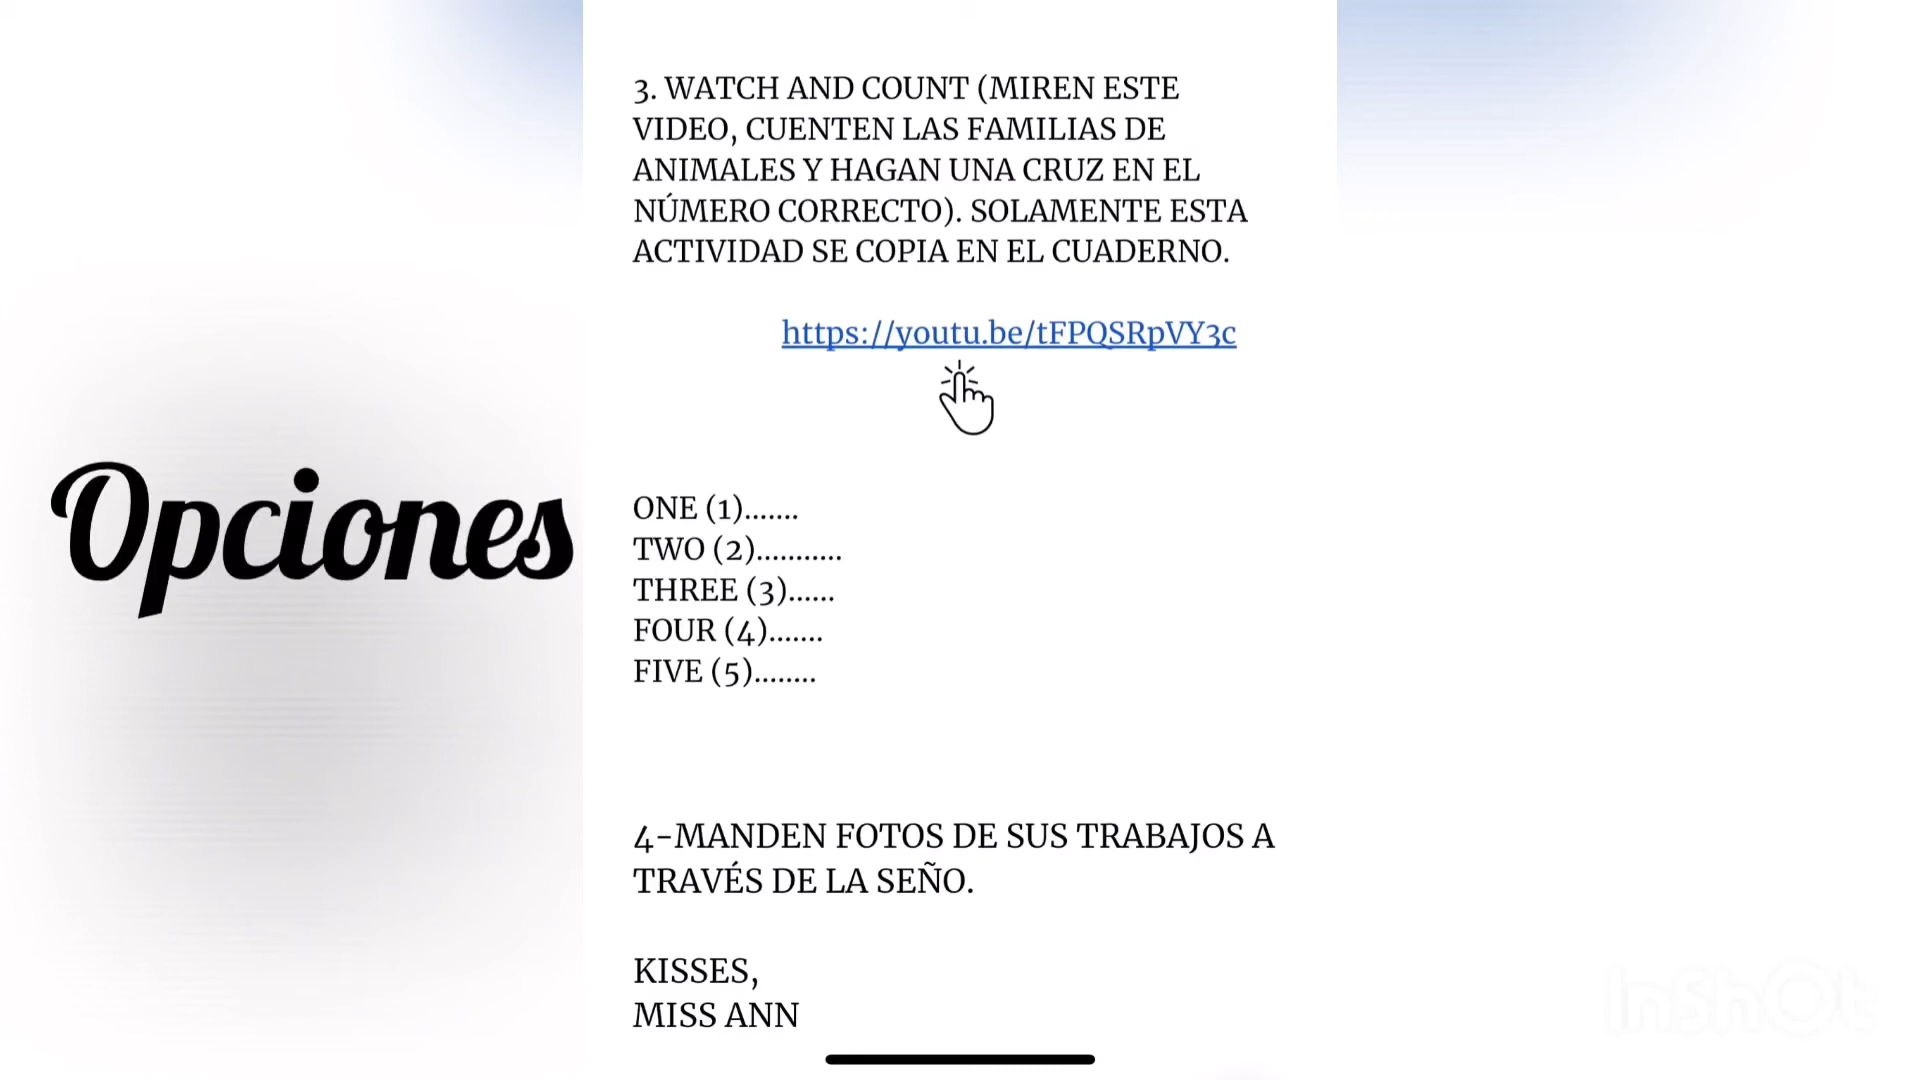 Opciones
3. WATCH AND COUNT (MIREN ESTE
VIDEO, CUENTEN LAS FAMILIAS DE
ANIMALES Y HAGAN UNA CRUZ EN EL
NÚMERO CORRECTO). SOLAMENTE ESTA
ACTIVIDAD SE COPIA EN EL CUADERNO.
https://youtu.be/tFPQSRpVY3c
ONE (1).......
TWO (2)...........
THREE (3)......
FOUR (4).......
FIVE (5)........
4-MANDEN FOTOS DE SUS TRABAJOS A
TRAVÉS DE LA SEÑO.
KISSES,
MISS ANN
InShOt